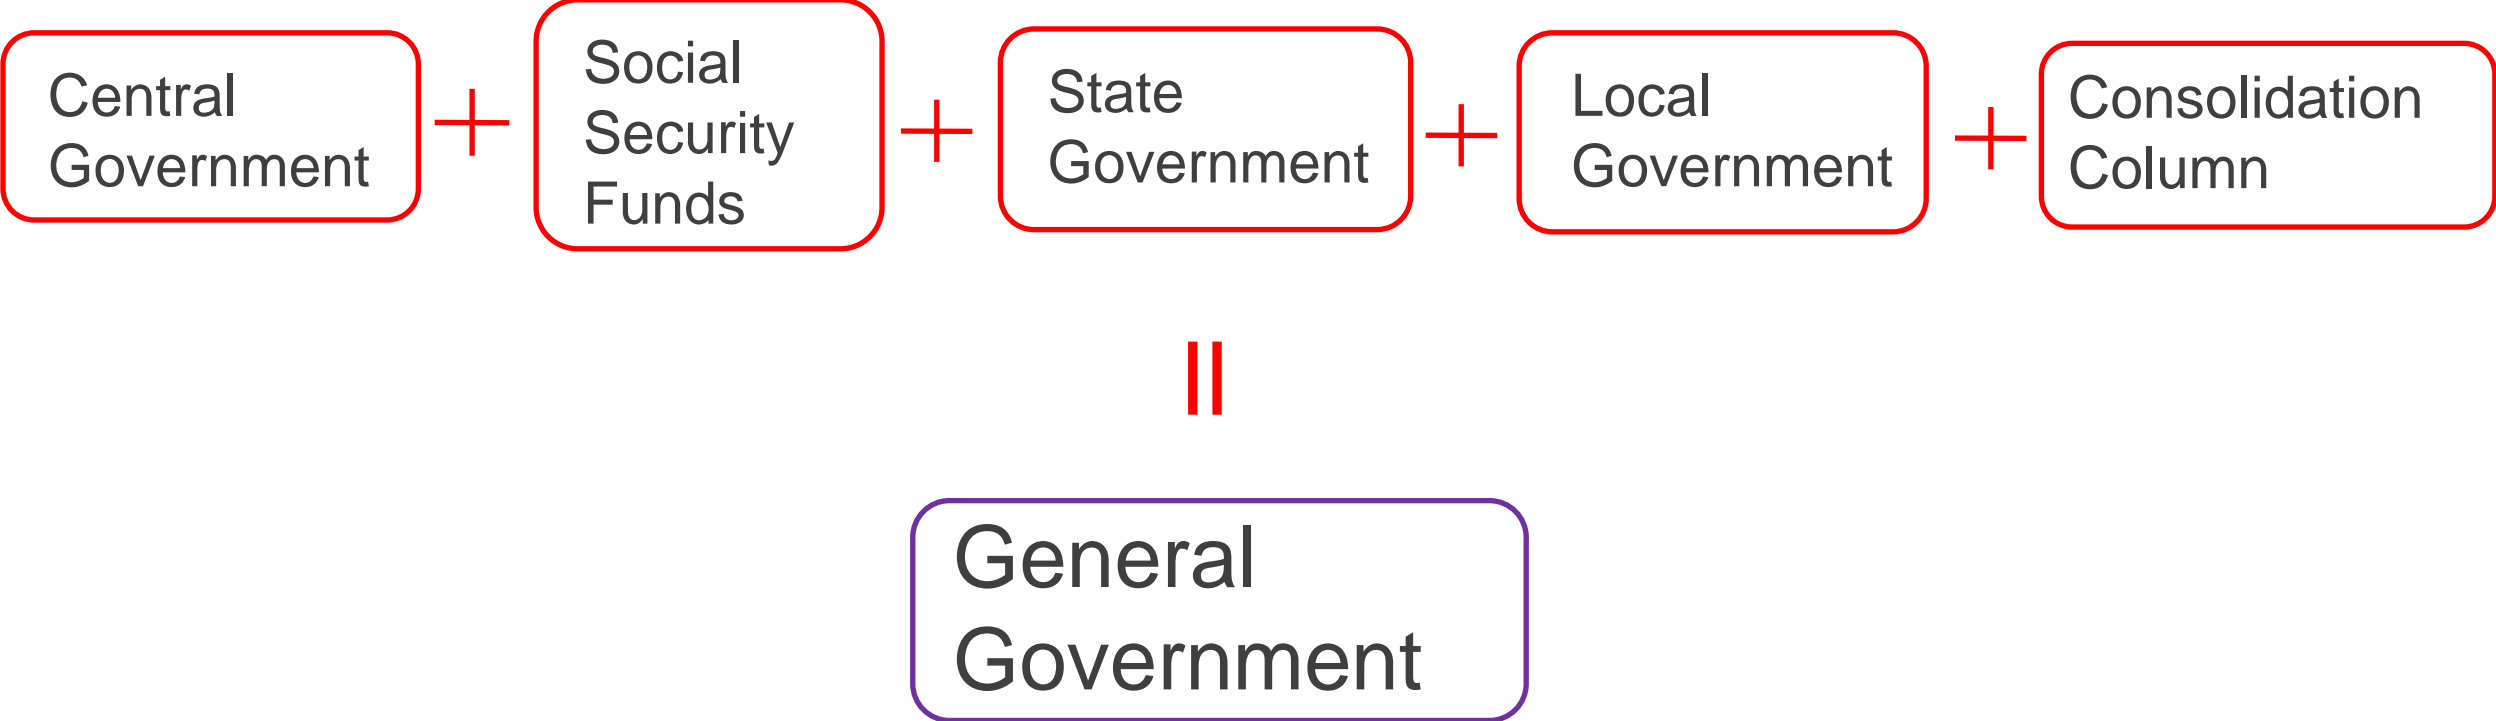 Central
Government
+
Social
Security
Funds
+
State
Government
+
Local
Government
+
Consolidation
Column
=
General
Government